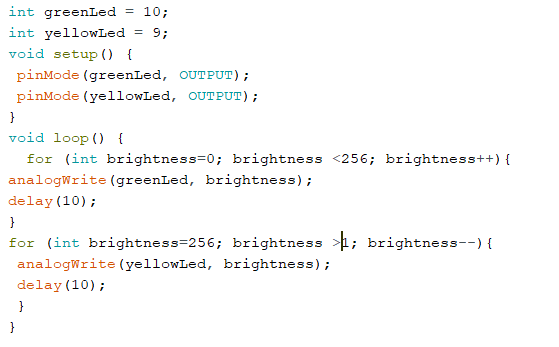 int greenLed = 10;
int yellowLed = 9;
void setup() {
 pinMode(greenLed, OUTPUT);
 pinMode(yellowLed, OUTPUT);
}
void loop() {
  for (int brightness=0; brightness <256; brightness++){
analogWrite(greenLed, brightness);
delay(10);
}
for (int brightness=256; brightness >1; brightness--){
 analogWrite(yellowLed, brightness);
 delay(10);
 }
}